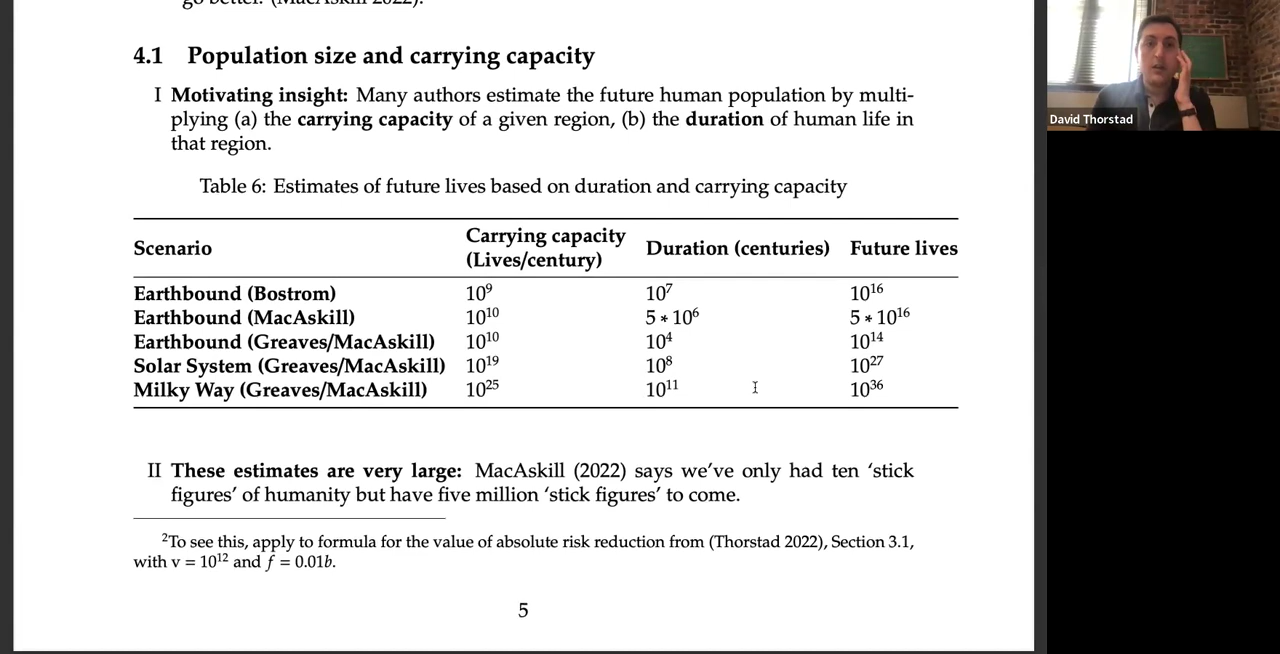 go better. (MacAskill 2022).
4.1 Population size and carrying capacity
I Motivating insight: Many authors estimate the future human population by multi-
plying (a) the carrying capacity of a given region, (b) the duration of human life in
that region.
Table 6: Estimates of future lives based on duration and carrying capacity
Scenario Carrying capacity (Lives/century) Duration (centuries) Future lives
Earthbound (Bostrom) 10⁹ 10⁷ 10¹⁶
Earthbound (MacAskill) 10¹⁰ 5 * 10⁶ 5 * 10¹⁶
Earthbound (Greaves/MacAskill) 10¹⁰ 10⁴ 10¹⁴
Solar System (Greaves/MacAskill) 10¹⁹ 10⁸ 10²⁷
Milky Way (Greaves/MacAskill) 10²⁵ 10¹¹ 10³⁶
II These estimates are very large: MacAskill (2022) says we've only had ten 'stick
figures' of humanity but have five million 'stick figures' to come.
²To see this, apply to formula for the value of absolute risk reduction from (Thorstad 2022), Section 3.1,
with v = 10¹² and f = 0.01b.
5
David Thorstad